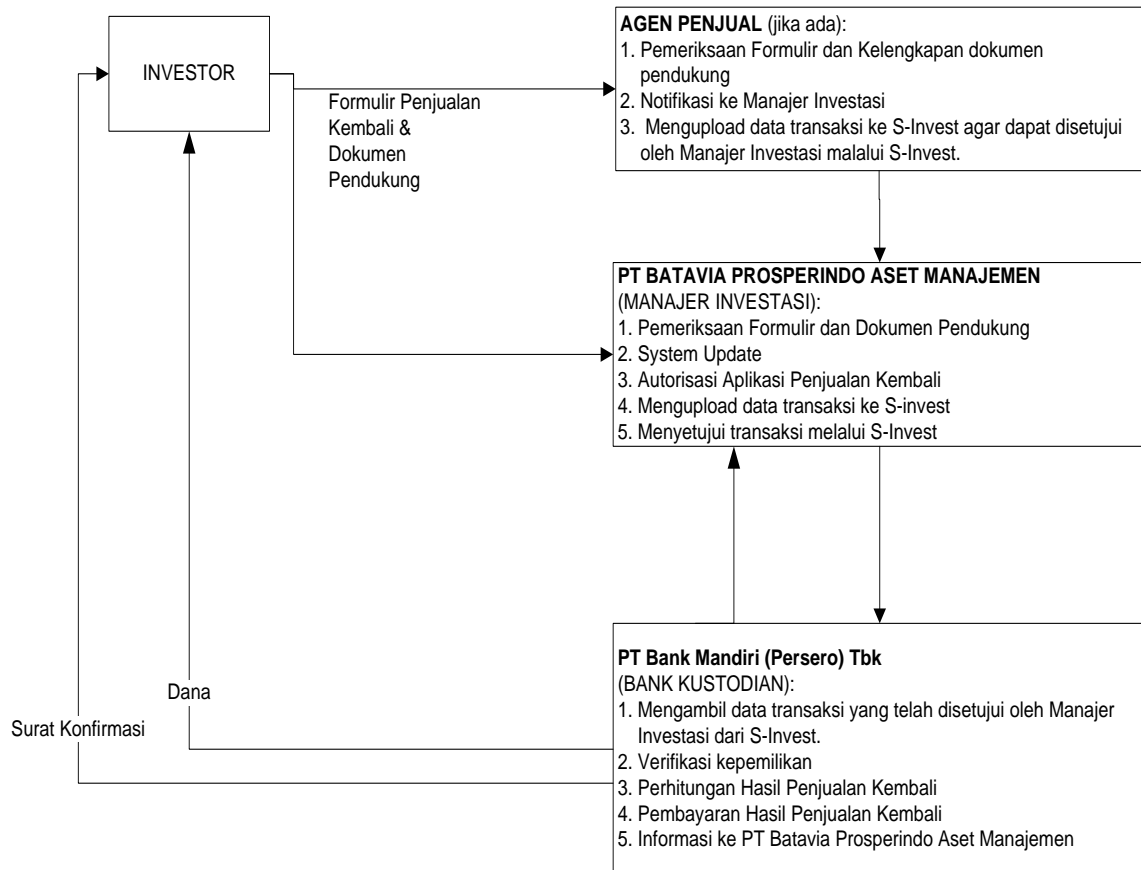 INVESTOR
Formulir Penjualan
Kembali &
Dokumen
Pendukung
AGEN PENJUAL (jika ada):
1. Pemeriksaan Formulir dan Kelengkapan dokumen
pendukung
2. Notifikasi ke Manajer Investasi
3. Mengupload data transaksi ke S-Invest agar dapat disetujui
oleh Manajer Investasi malalui S-Invest.
PT BATAVIA PROSPERINDO ASET MANAJEMEN
(MANAJER INVESTASI):
1. Pemeriksaan Formulir dan Dokumen Pendukung
2. System Update
3. Autorisasi Aplikasi Penjualan Kembali
4. Mengupload data transaksi ke S-invest
5. Menyetujui transaksi melalui S-Invest
PT Bank Mandiri (Persero) Tbk
(BANK KUSTODIAN):
1. Mengambil data transaksi yang telah disetujui oleh Manajer
Investasi dari S-Invest.
2. Verifikasi kepemilikan
3. Perhitungan Hasil Penjualan Kembali
4. Pembayaran Hasil Penjualan Kembali
5. Informasi ke PT Batavia Prosperindo Aset Manajemen
Dana
Surat Konfirmasi